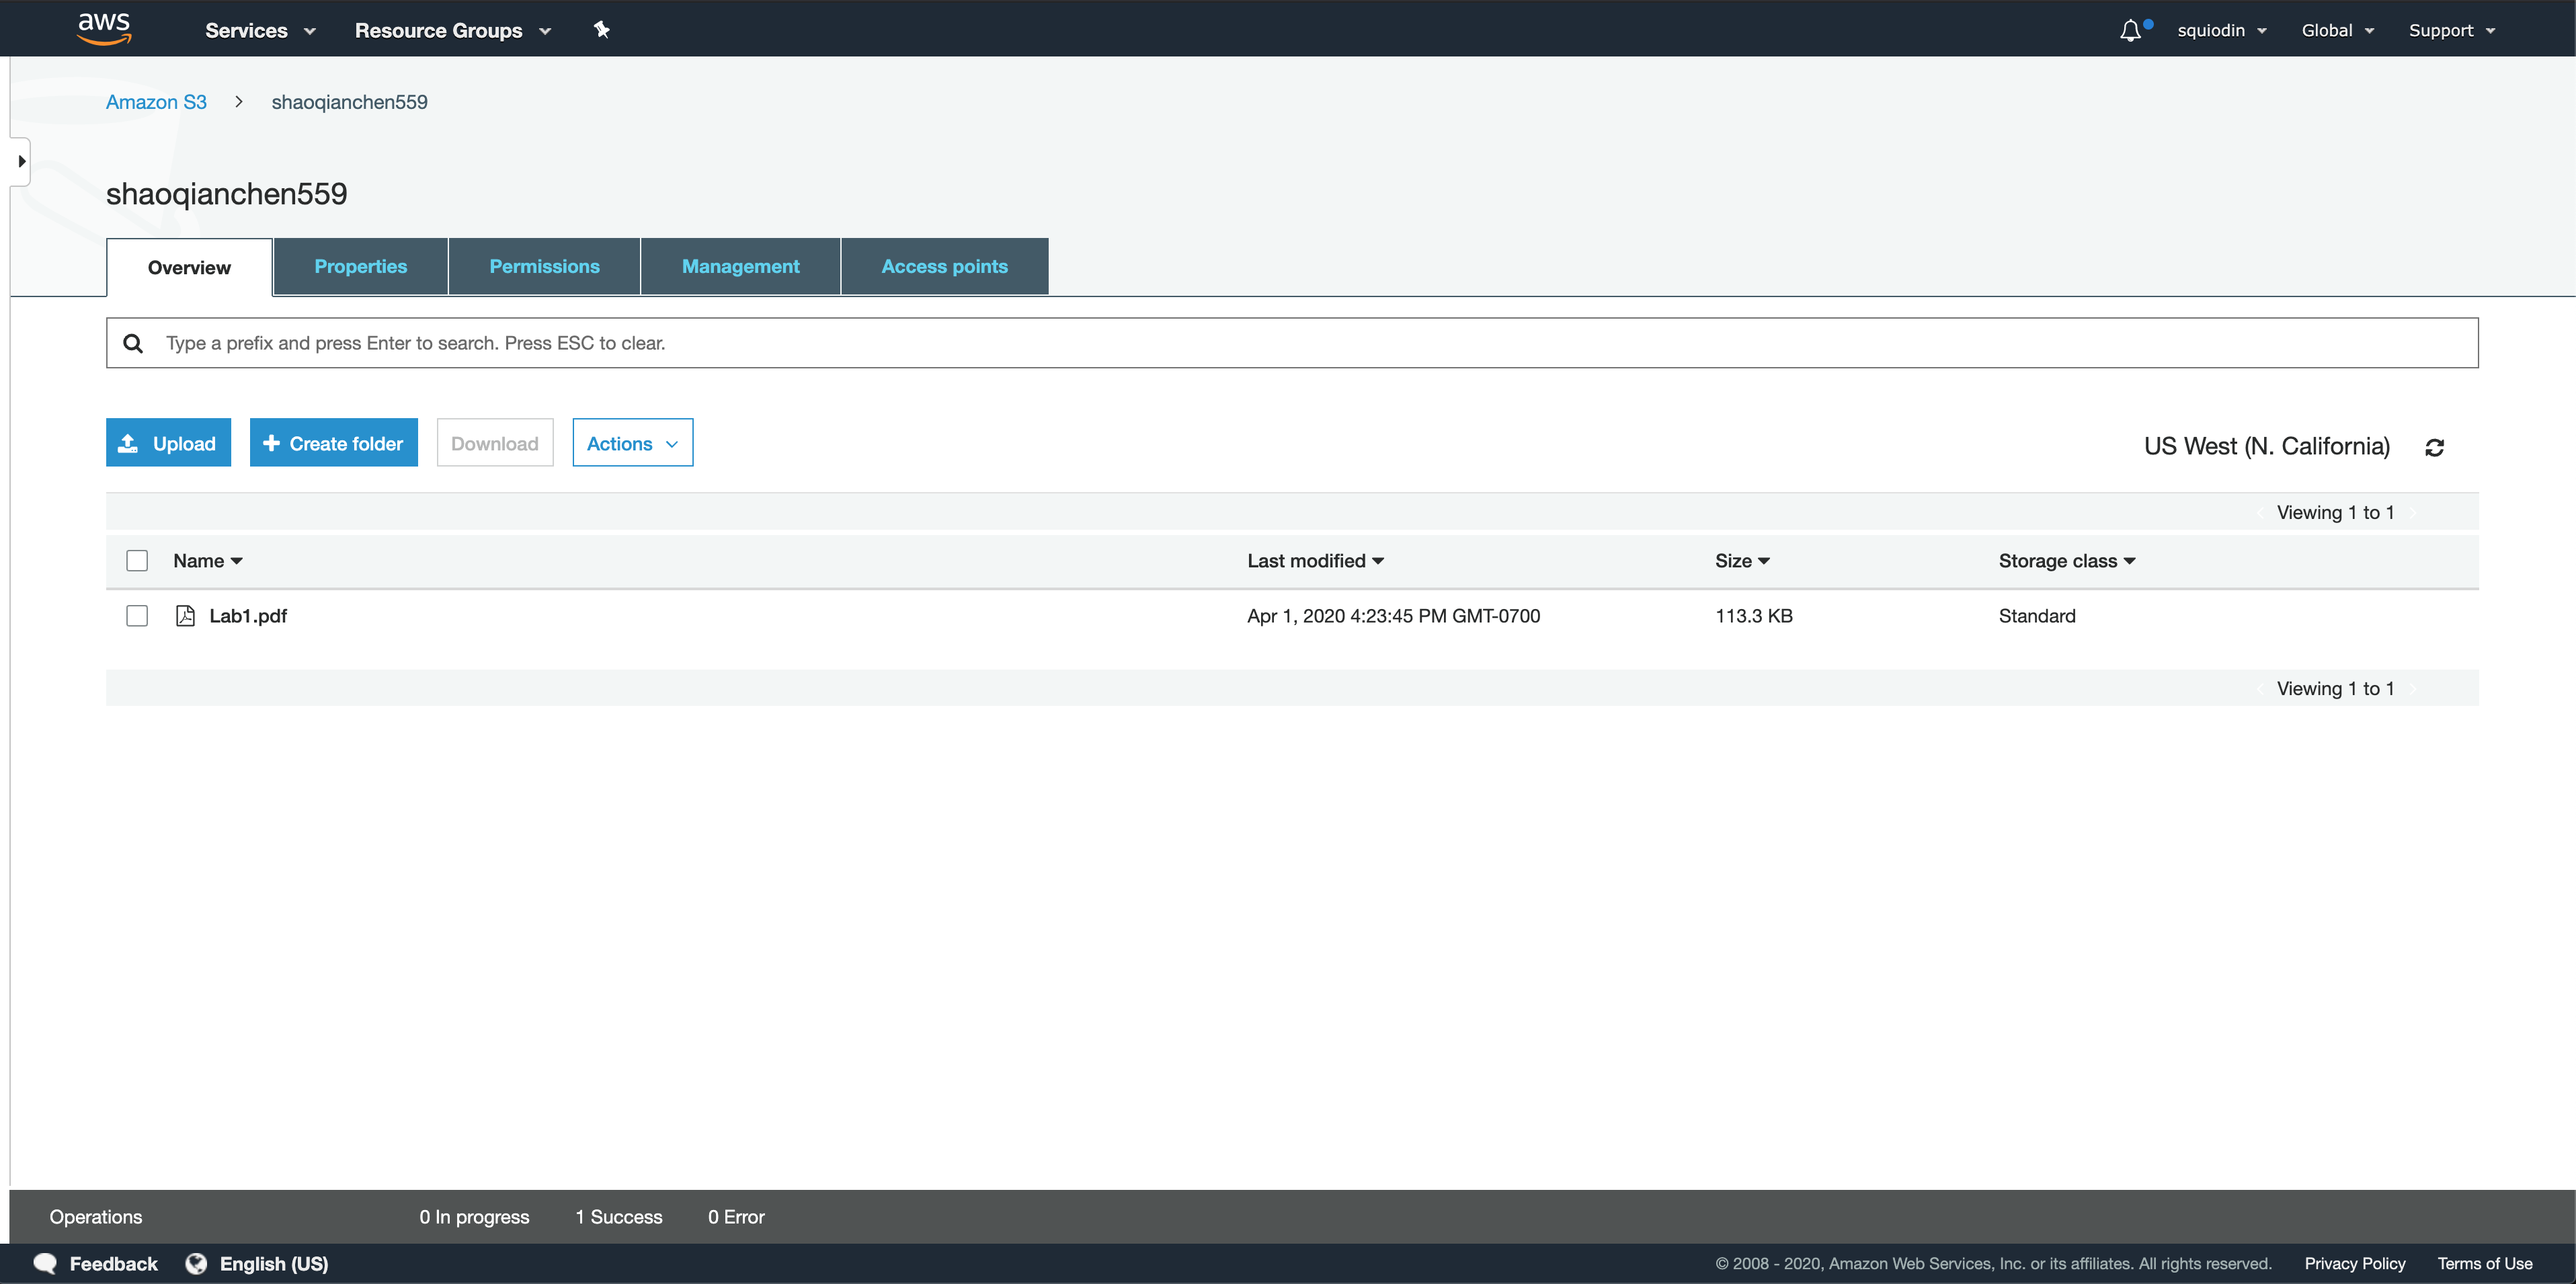 aws Services Resource Groups squiodin Global Support
Amazon S3 > shaoqianchen559
shaoqianchen559
Overview Properties Permissions Management Access points
Type a prefix and press Enter to search. Press ESC to clear.
Upload + Create folder Download Actions US West (N. California)
Viewing 1 to 1
Name Last modified Size Storage class
Lab1.pdf Apr 1, 2020 4:23:45 PM GMT-0700 113.3 KB Standard
Viewing 1 to 1
Operations 0 In progress 1 Success 0 Error
Feedback English (US) © 2008 - 2020, Amazon Web Services, Inc. or its affiliates. All rights reserved. Privacy Policy Terms of Use